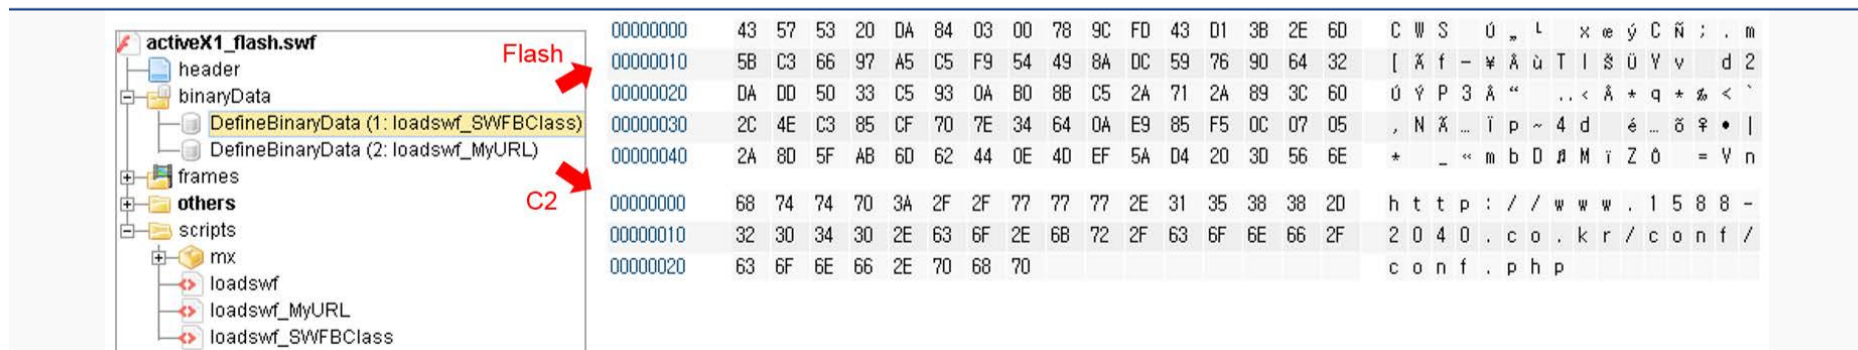 activeX1_flash.swf
header
binaryData
DefineBinaryData (1: loadswf_SWFBClass)
DefineBinaryData (2: loadswf_MyURL)
frames
others
scripts
mx
loadswf
loadswf_MyURL
loadswf_SWFBClass
Flash
C2
00000000 43 57 53 20 DA 84 03 00 78 9C FD 43 D1 3B 2E 6D C W S Ú „ L x œ ý C Ñ ; . m
00000010 5B C3 66 97 A5 C5 F9 54 49 8A DC 59 76 90 64 32 [ Ã f – ¥ Å ù T I Š Ü Y v d 2
00000020 DA DD 50 33 C5 93 0A B0 8B C5 2A 71 2A 89 3C 60 Ú Ý P 3 Å “ .. ‹ Å * q * ‰ < `
00000030 2C 4E C3 85 CF 70 7E 34 64 0A E9 85 F5 0C 07 05 , N Ã … Ï p ~ 4 d é … õ ♀ • |
00000040 2A 8D 5F AB 6D 62 44 0E 4D EF 5A D4 20 3D 56 6E * _ « m b D ♫ M ï Z Ô = V n
00000000 68 74 74 70 3A 2F 2F 77 77 77 2E 31 35 38 38 2D h t t p : / / w w w . 1 5 8 8 -
00000010 32 30 34 30 2E 63 6F 2E 6B 72 2F 63 6F 6E 66 2F 2 0 4 0 . c o . k r / c o n f /
00000020 63 6F 6E 66 2E 70 68 70 c o n f . p h p